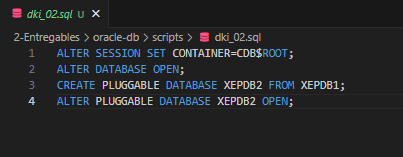 dki_02.sql U
2-Entregables > oracle-db > scripts > dki_02.sql
1 ALTER SESSION SET CONTAINER=CDB$ROOT;
2 ALTER DATABASE OPEN;
3 CREATE PLUGGABLE DATABASE XEPDB2 FROM XEPDB1;
4 ALTER PLUGGABLE DATABASE XEPDB2 OPEN;